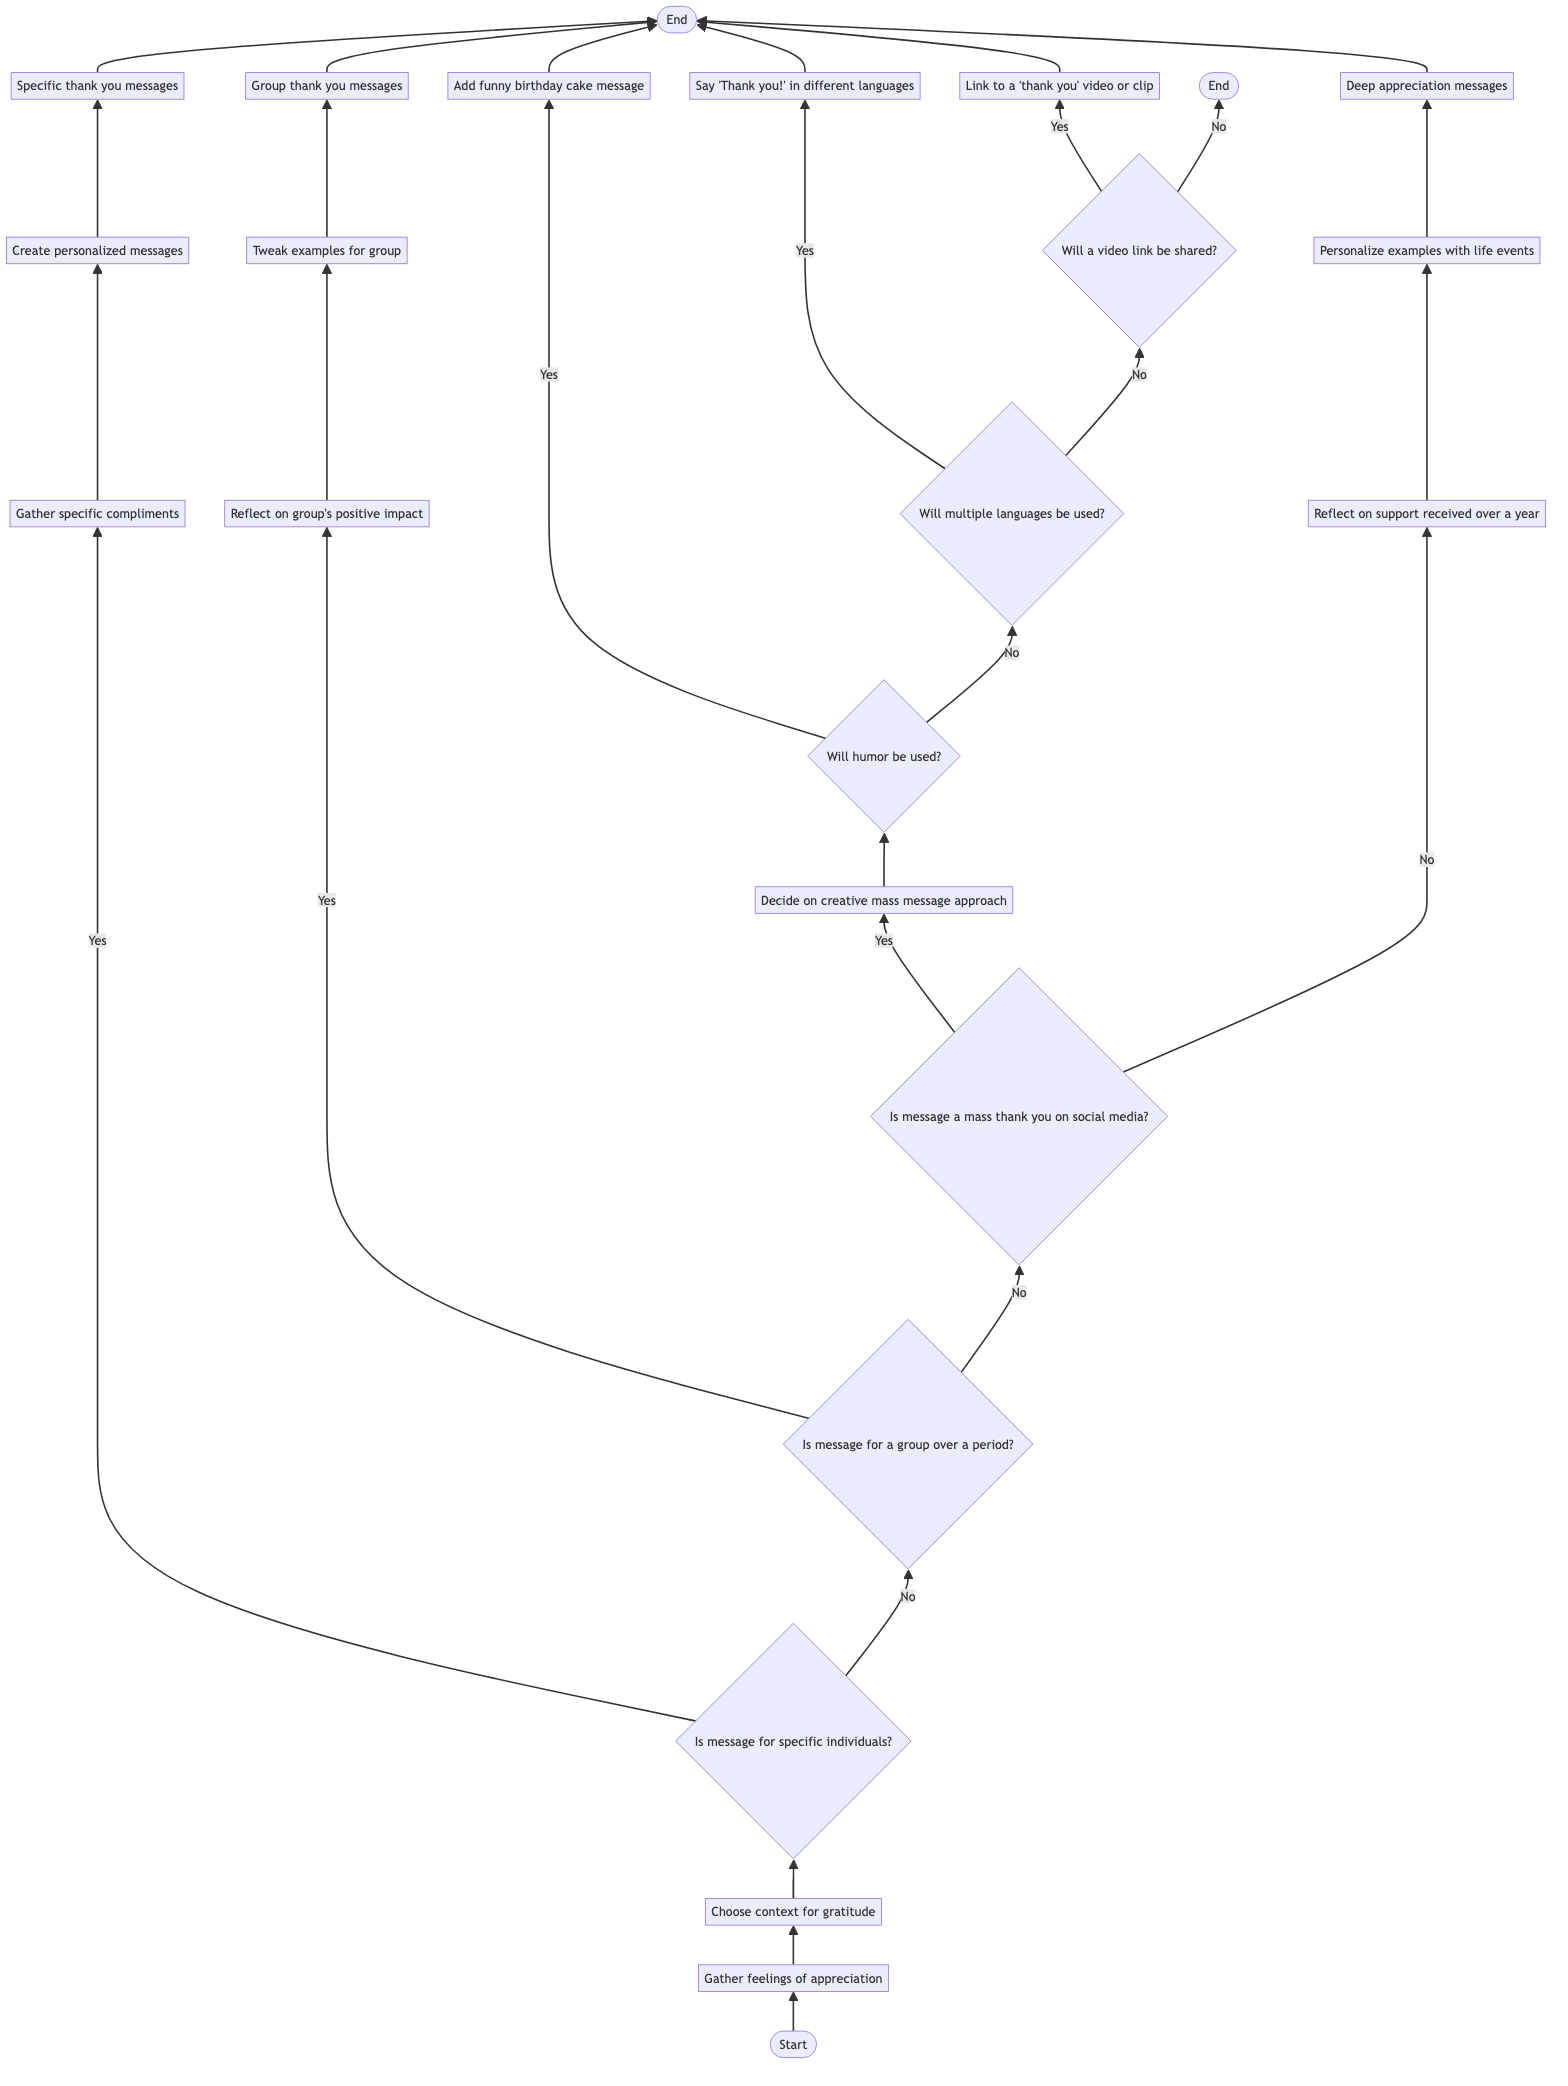 End
Specific thank you messages
Group thank you messages
Add funny birthday cake message
Say 'Thank you!' in different languages
Link to a 'thank you' video or clip
End
Deep appreciation messages
Yes
No
Create personalized messages
Tweak examples for group
Yes
Will a video link be shared?
Personalize examples with life events
Yes
No
Gather specific compliments
Reflect on group's positive impact
Will multiple languages be used?
Reflect on support received over a year
No
Will humor be used?
No
Yes
Decide on creative mass message approach
Yes
Yes
Is message a mass thank you on social media?
No
Is message for a group over a period?
No
Is message for specific individuals?
Choose context for gratitude
Gather feelings of appreciation
Start